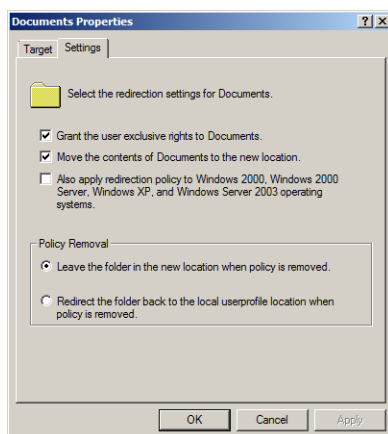 Documents Properties
Target Settings
Select the redirection settings for Documents.
Grant the user exclusive rights to Documents.
Move the contents of Documents to the new location.
Also apply redirection policy to Windows 2000, Windows 2000
Server, Windows XP, and Windows Server 2003 operating
systems.
Policy Removal
Leave the folder in the new location when policy is removed.
Redirect the folder back to the local userprofile location when
policy is removed.
OK Cancel Apply